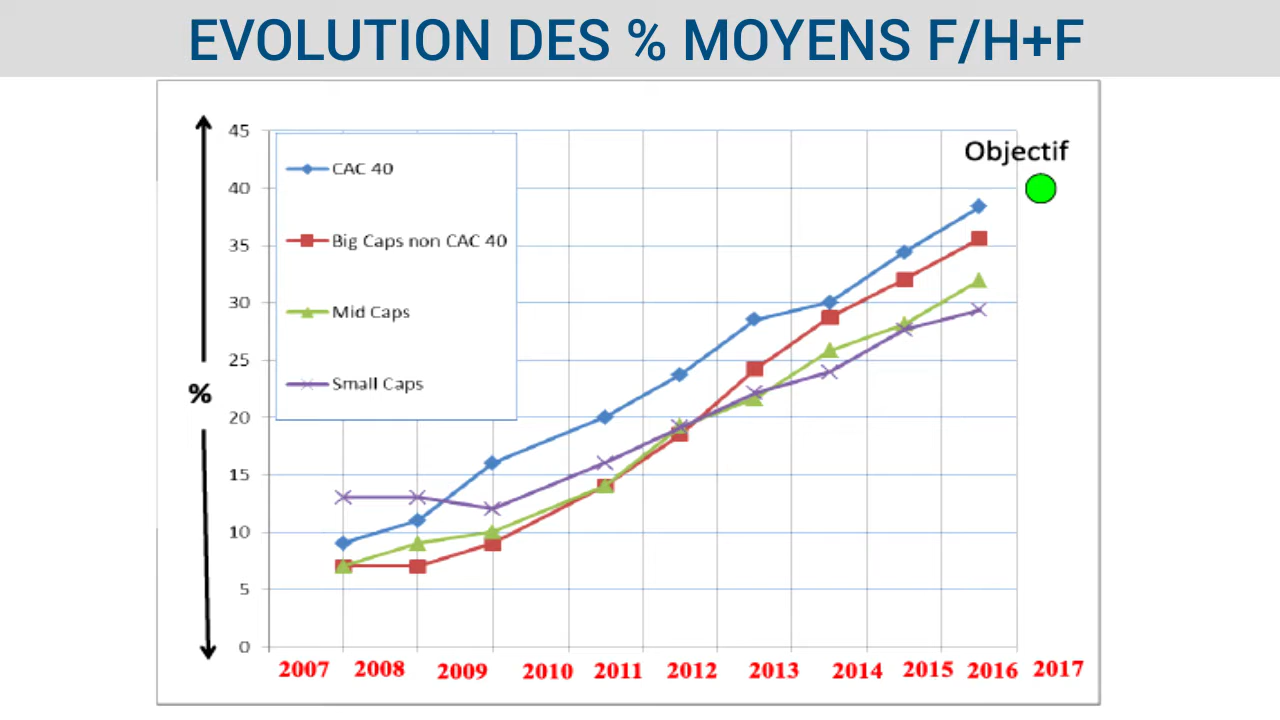 EVOLUTION DES % MOYENS F/H+F
Objectif
45
40
35
30
25
20
15
10
5
0
%
CAC 40
Big Caps non CAC 40
Mid Caps
Small Caps
2007 2008 2009 2010 2011 2012 2013 2014 2015 2016 2017